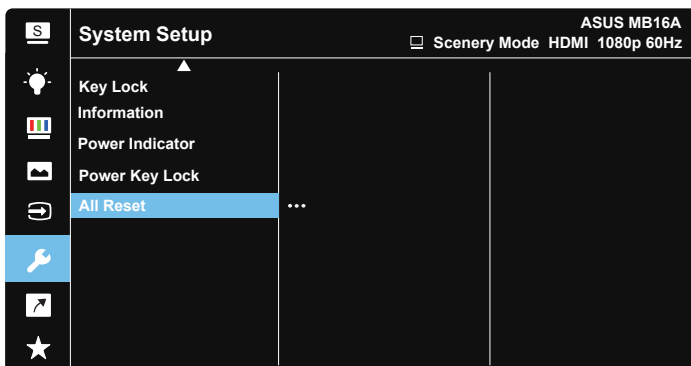 S
System Setup
ASUS MB16A
Scenery Mode HDMI 1080p 60Hz
Key Lock
Information
Power Indicator
Power Key Lock
All Reset
...